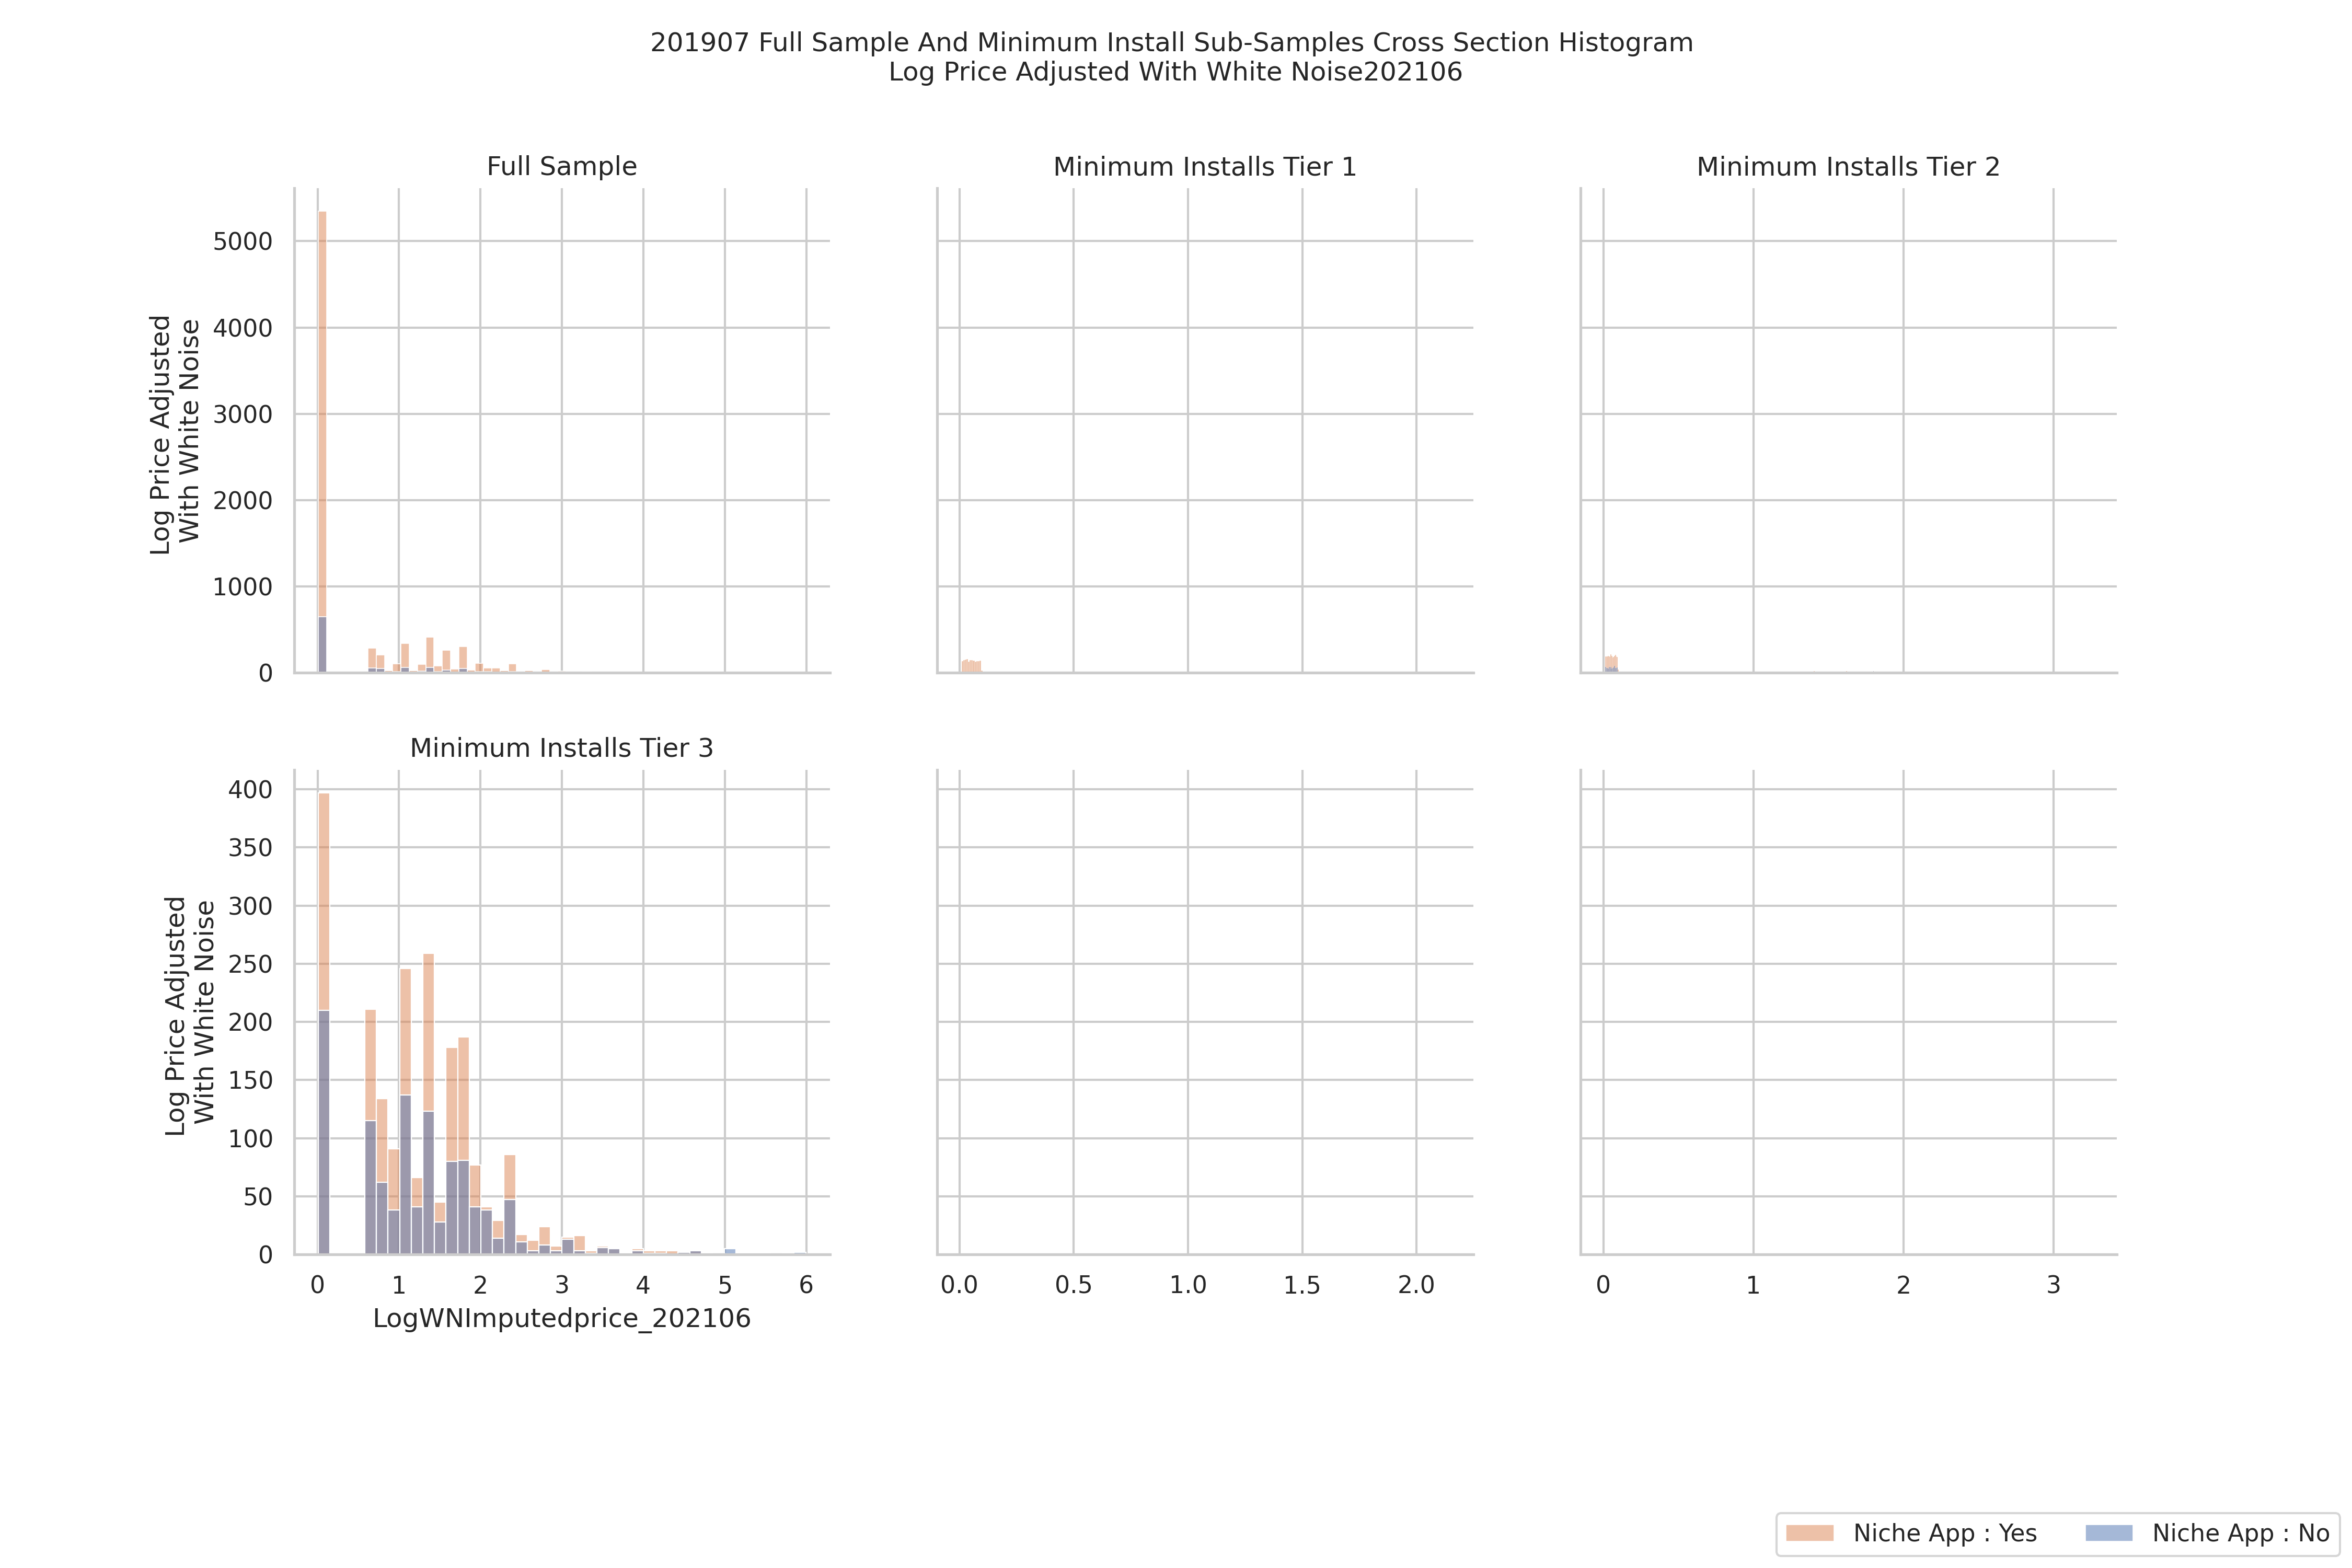 201907 Full Sample And Minimum Install Sub-Samples Cross Section Histogram
Log Price Adjusted With White Noise202106
Full Sample
Minimum Installs Tier 1
Minimum Installs Tier 2
Log Price Adjusted
With White Noise
5000
4000
3000
2000
1000
0
Minimum Installs Tier 3
Log Price Adjusted
With White Noise
400
350
300
250
200
150
100
50
0
0 1 2 3 4 5 6
LogWNImputedprice_202106
0.0 0.5 1.0 1.5 2.0
0 1 2 3
Niche App : Yes
Niche App : No